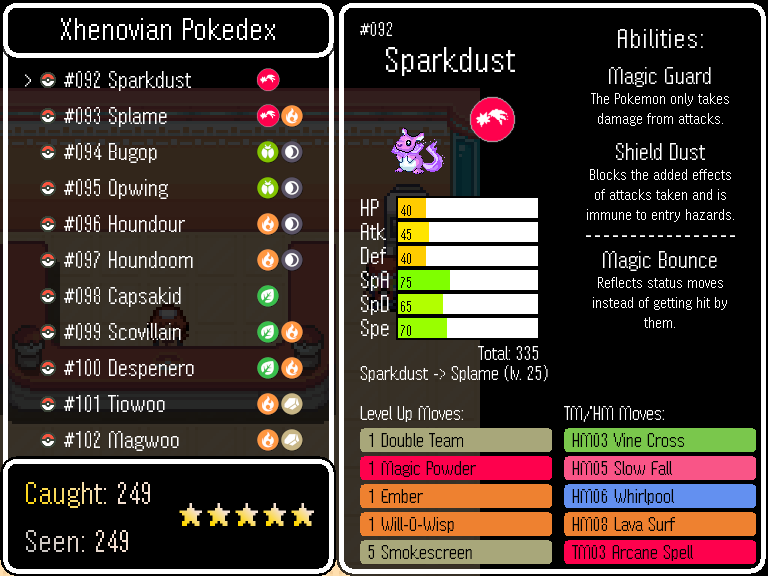 Xhenovian Pokedex
> #092 Sparkdust
#093 Splame
#094 Bugop
#095 Opwing
#096 Houndour
#097 Houndoom
#098 Capsakid
#099 Scovillain
#100 Despenero
#101 Tiowoo
#102 Magwoo
Caught: 249
Seen: 249
#092
Sparkdust
HP 40
Atk 45
Def 40
SpA 75
SpD 65
Spe 70
Total: 335
Sparkdust -> Splame (lv. 25)
Abilities:
Magic Guard
The Pokemon only takes
damage from attacks.
Shield Dust
Blocks the added effects
of attacks taken and is
immune to entry hazards.
Magic Bounce
Reflects status moves
instead of getting hit by
them.
Level Up Moves:
1 Double Team
1 Magic Powder
1 Ember
1 Will-O-Wisp
5 Smokescreen
TM/HM Moves:
HM03 Vine Cross
HM05 Slow Fall
HM06 Whirlpool
HM08 Lava Surf
TM03 Arcane Spell